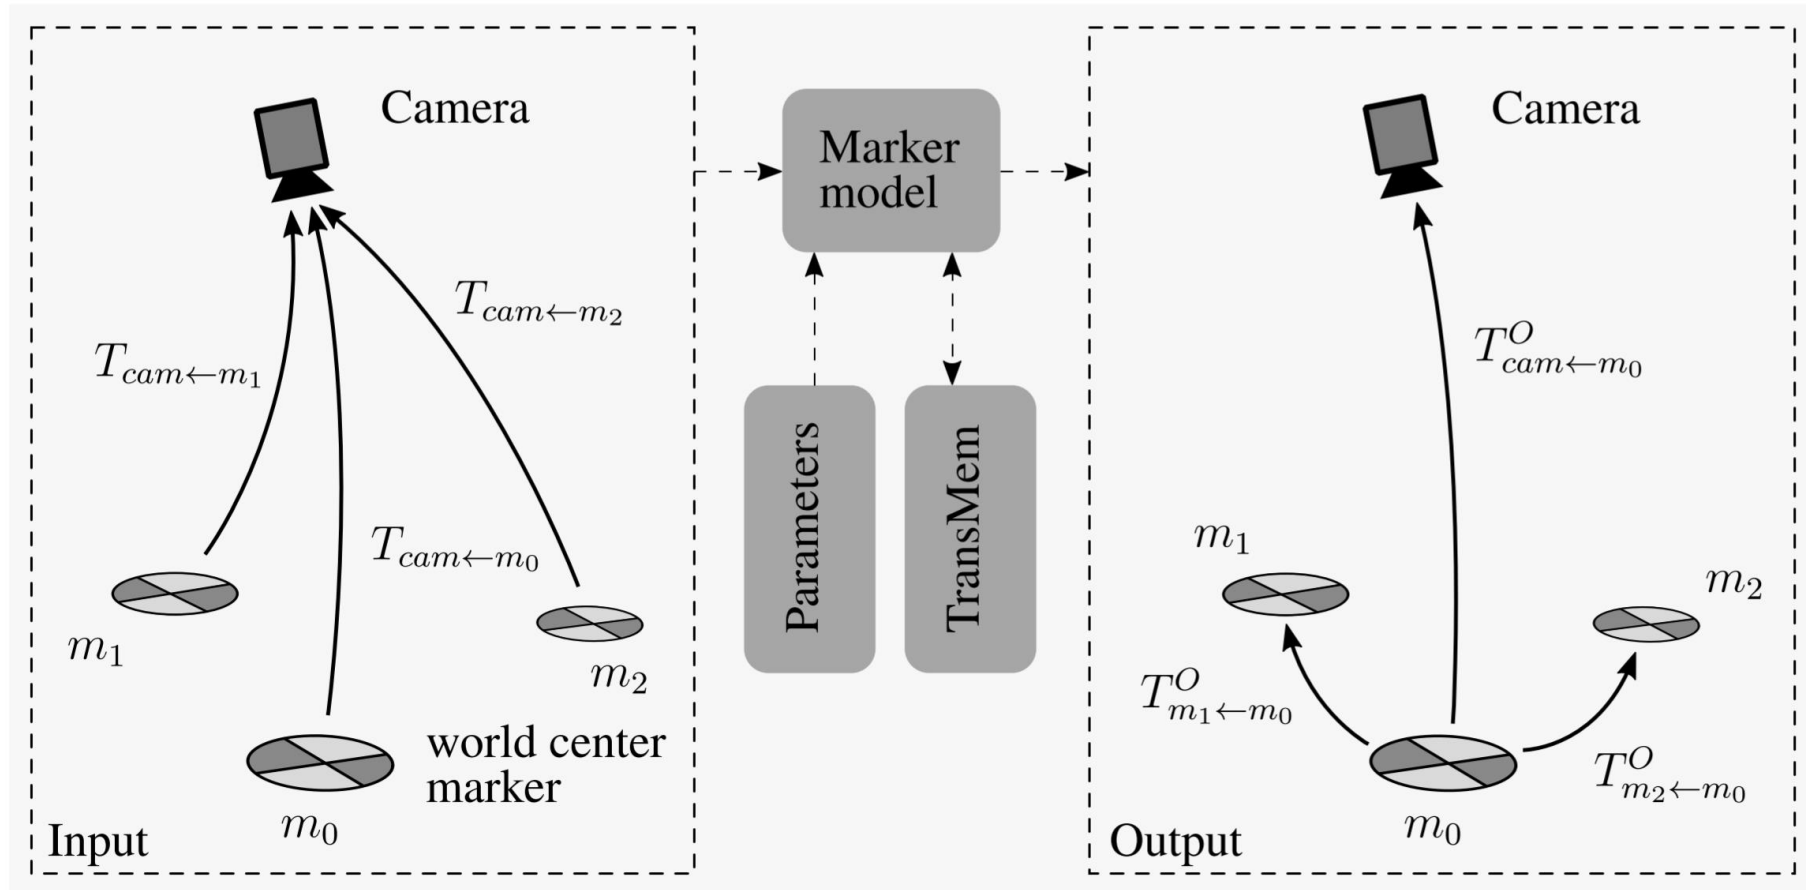 Camera
T_{cam←m_2}
T_{cam←m_1}
T_{cam←m_0}
m_1
m_2
world center
marker
m_0
Input
Marker
model
Parameters
TransMem
Camera
T^O_{cam←m_0}
m_1
m_2
T^O_{m_1←m_0}
T^O_{m_2←m_0}
m_0
Output